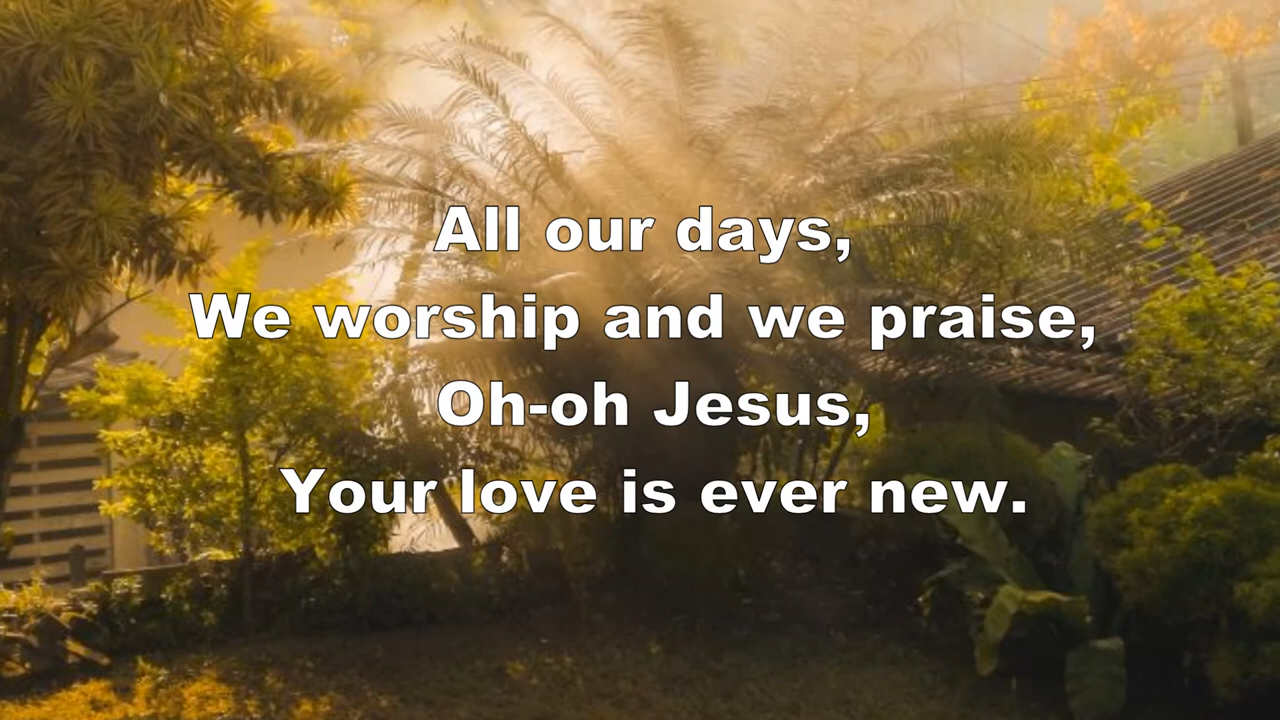 All our days,
We worship and we praise,
Oh-oh Jesus,
Your love is ever new.